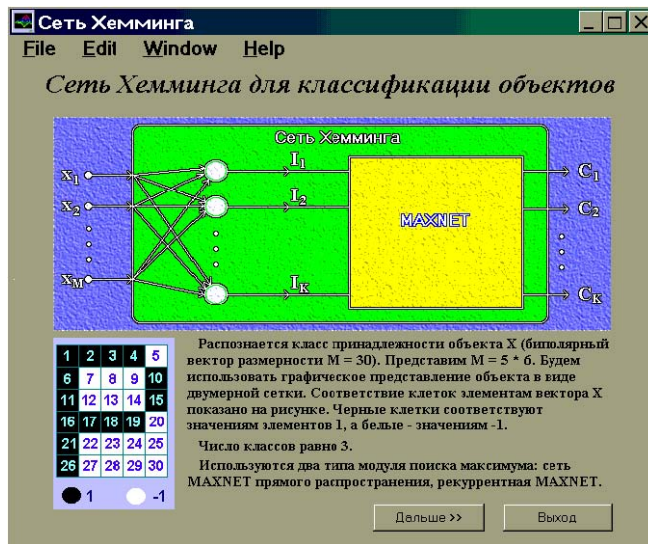 Сеть Хемминга
File Edit Window Help
Сеть Хемминга для классификации объектов
Сеть Хемминга
X1 I1 C1
X2 I2 C2
MAXNET
XM IK CK
1 2 3 4 5
6 7 8 9 10
11 12 13 14 15
16 17 18 19 20
21 22 23 24 25
26 27 28 29 30
1 -1
Распознается класс принадлежности объекта X (биполярный
вектор размерности M = 30). Представим M = 5 * 6. Будем
использовать графическое представление объекта в виде
двумерной сетки. Соответствие клеток элементам вектора X
показано на рисунке. Черные клетки соответствуют
значениям элементов 1, а белые - значениям -1.
Число классов равно 3.
Используются два типа модуля поиска максимума: сеть
MAXNET прямого распространения, рекуррентная MAXNET.
Дальше >> Выход